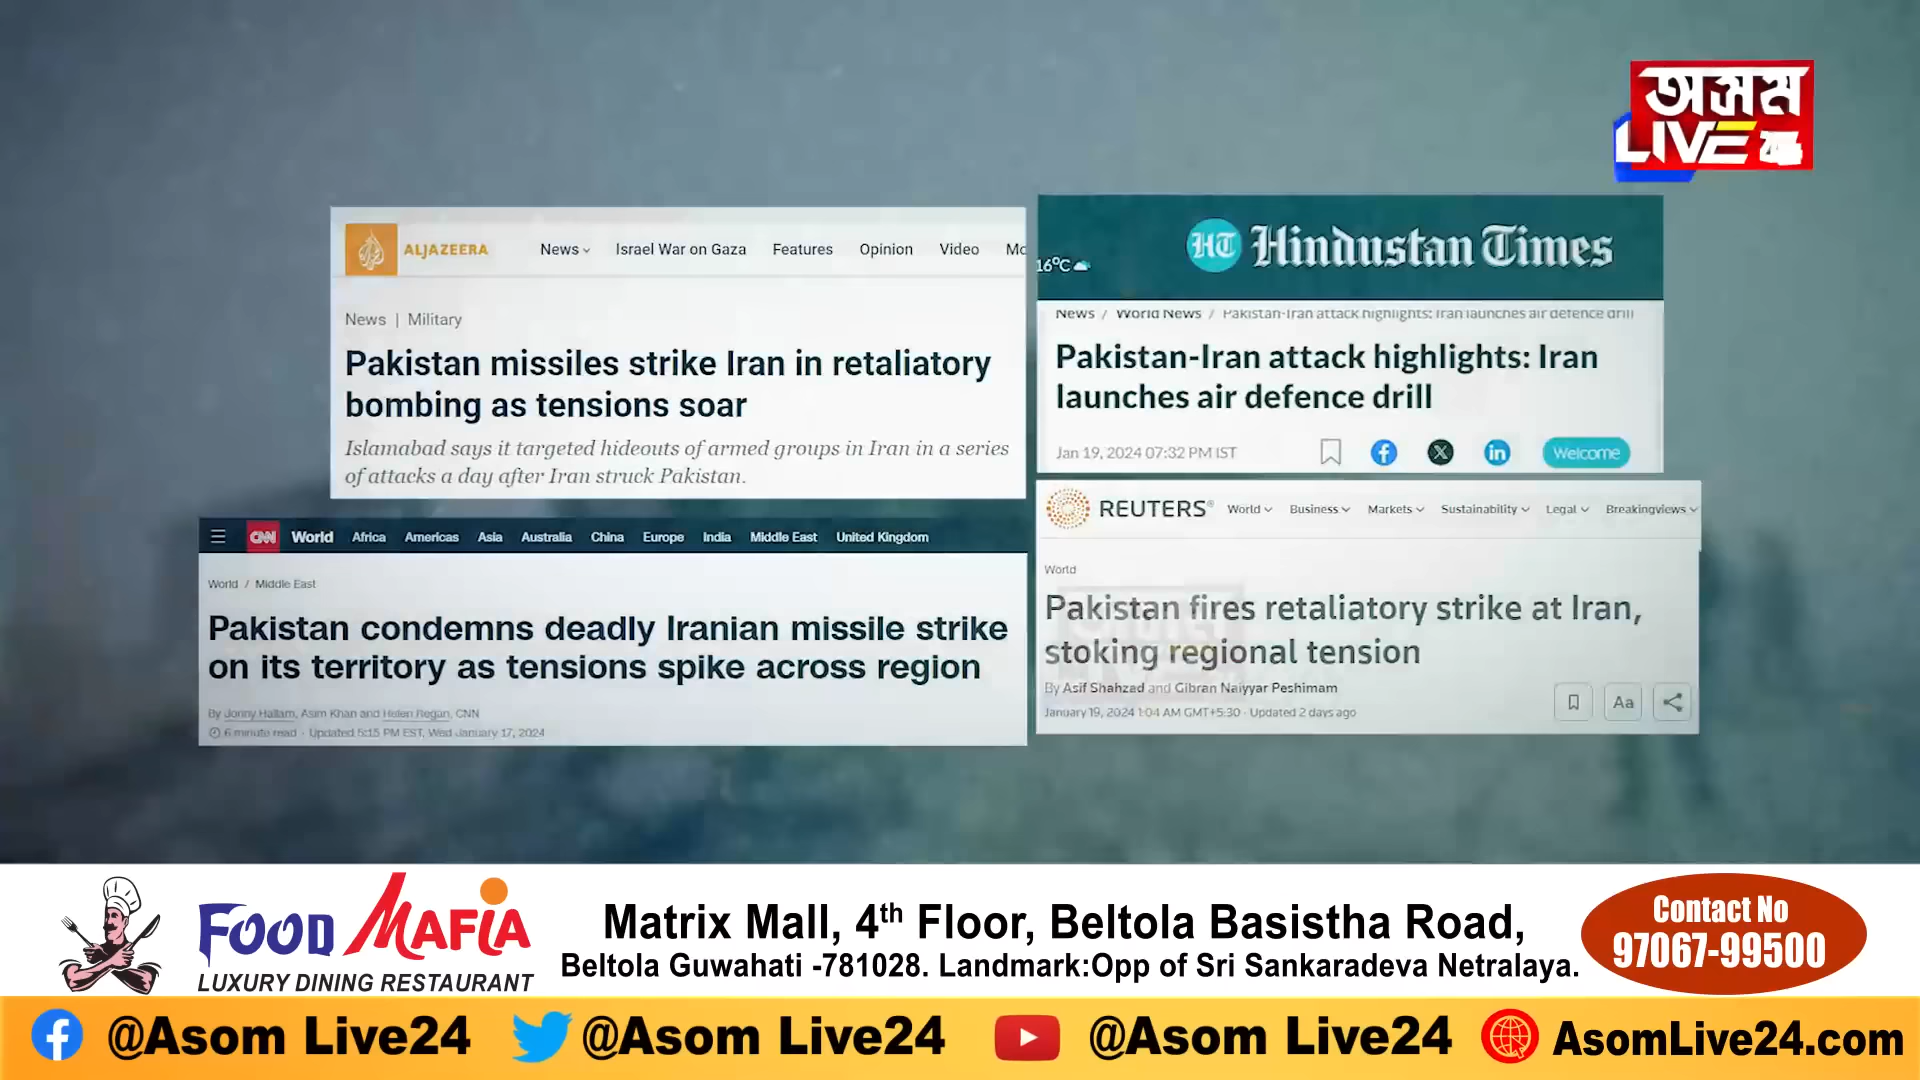 অসম
LIVE 24
ALJAZEERA
News
Israel War on Gaza
Features
Opinion
Video
News | Military
Pakistan missiles strike Iran in retaliatory
bombing as tensions soar
Islamabad says it targeted hideouts of armed groups in Iran in a series
of attacks a day after Iran struck Pakistan.
HT Hindustan Times
16°C
News / World News / Pakistan-Iran attack highlights: Iran launches air defence drill
Pakistan-Iran attack highlights: Iran
launches air defence drill
Jan 19, 2024 07:32 PM IST
Welcome
CNN World Africa Americas Asia Australia China Europe India Middle East United Kingdom
World / Middle East
Pakistan condemns deadly Iranian missile strike
on its territory as tensions spike across region
By Jonny Hallam, Asim Khan and Helen Regan, CNN
6 minute read · Updated 5:15 PM EST, Wed January 17, 2024
REUTERS® World Business Markets Sustainability Legal Breakingviews
World
Pakistan fires retaliatory strike at Iran,
stoking regional tension
By Asif Shahzad and Gibran Naiyyar Peshimam
January 19, 2024 1:04 AM GMT+5:30 · Updated 2 days ago
Aa
FOOD MAFIA
LUXURY DINING RESTAURANT
Matrix Mall, 4th Floor, Beltola Basistha Road,
Beltola Guwahati -781028. Landmark:Opp of Sri Sankaradeva Netralaya.
Contact No
97067-99500
@Asom Live24
@Asom Live24
@Asom Live24
AsomLive24.com